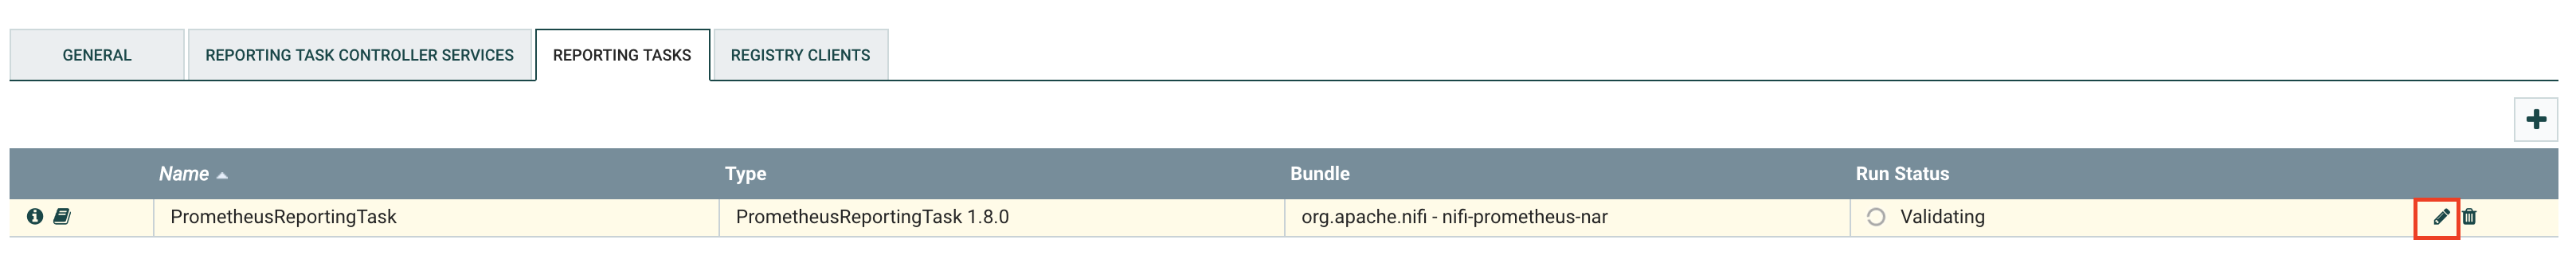 GENERAL REPORTING TASK CONTROLLER SERVICES REPORTING TASKS REGISTRY CLIENTS
Name Type Bundle Run Status
PrometheusReportingTask PrometheusReportingTask 1.8.0 org.apache.nifi - nifi-prometheus-nar Validating